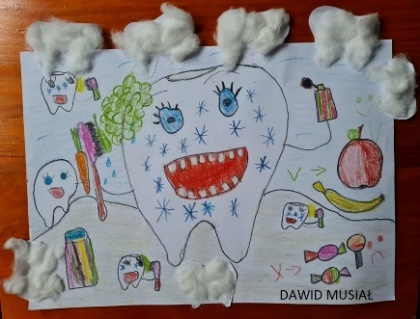 V →
X →
DAWID MUSIAŁ